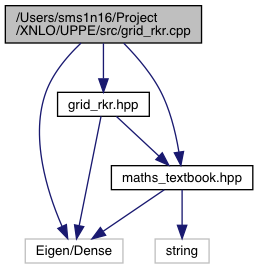 /Users/sms1n16/Project
/XNLO/UPPE/src/grid_rkr.cpp
grid_rkr.hpp
maths_textbook.hpp
Eigen/Dense
string